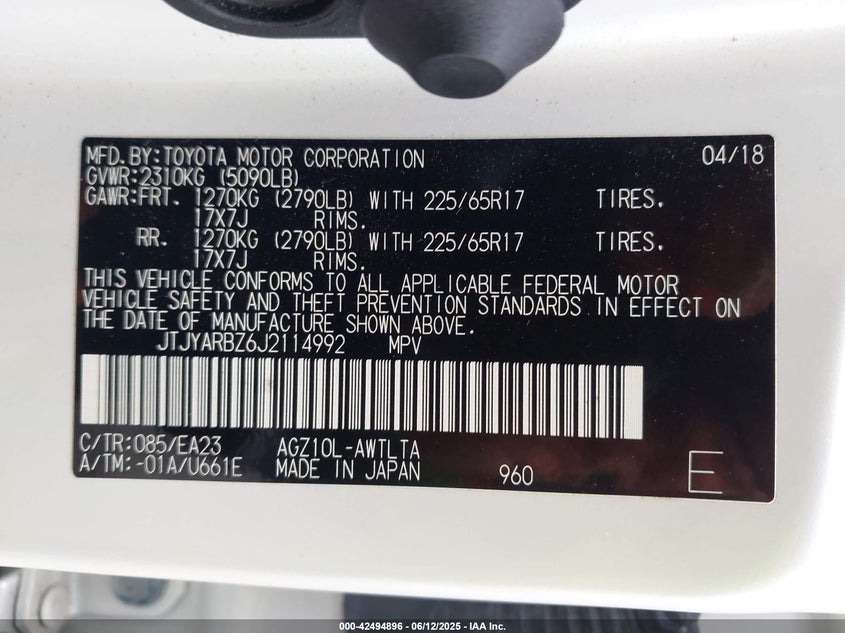 MFD.BY:TOYOTA MOTOR CORPORATION 04/18
GVWR:2310KG (5090LB)
GAWR:FRT. 1270KG (2790LB) WITH 225/65R17 TIRES.
17X7J RIMS.
RR. 1270KG (2790LB) WITH 225/65R17 TIRES.
17X7J RIMS.
THIS VEHICLE CONFORMS TO ALL APPLICABLE FEDERAL MOTOR
VEHICLE SAFETY AND THEFT PREVENTION STANDARDS IN EFFECT ON
THE DATE OF MANUFACTURE SHOWN ABOVE.
JTJYARBZ6J2114992 MPV
C/TR:085/EA23 AGZ10L-AWTLTA
A/TM:-01A/U661E MADE IN JAPAN 960 E
000-42494896 - 06/12/2025 - IAA Inc.